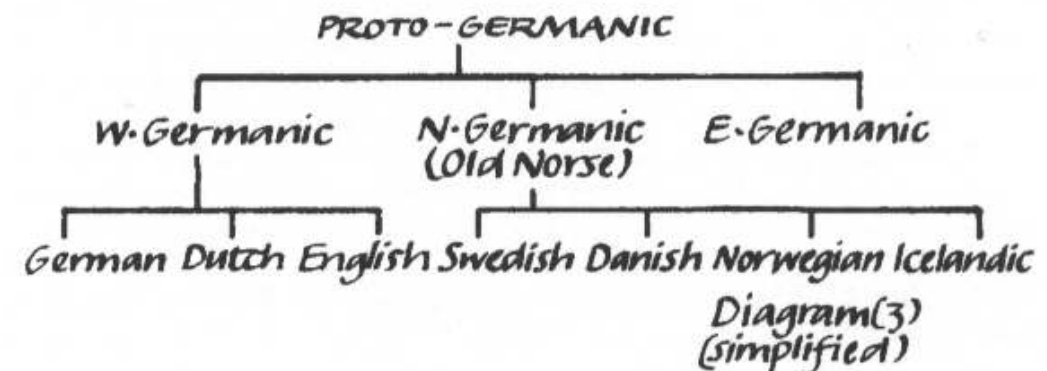 PROTO-GERMANIC
W. Germanic N. Germanic E. Germanic
(Old Norse)
German Dutch English Swedish Danish Norwegian Icelandic
Diagram (3)
(simplified)